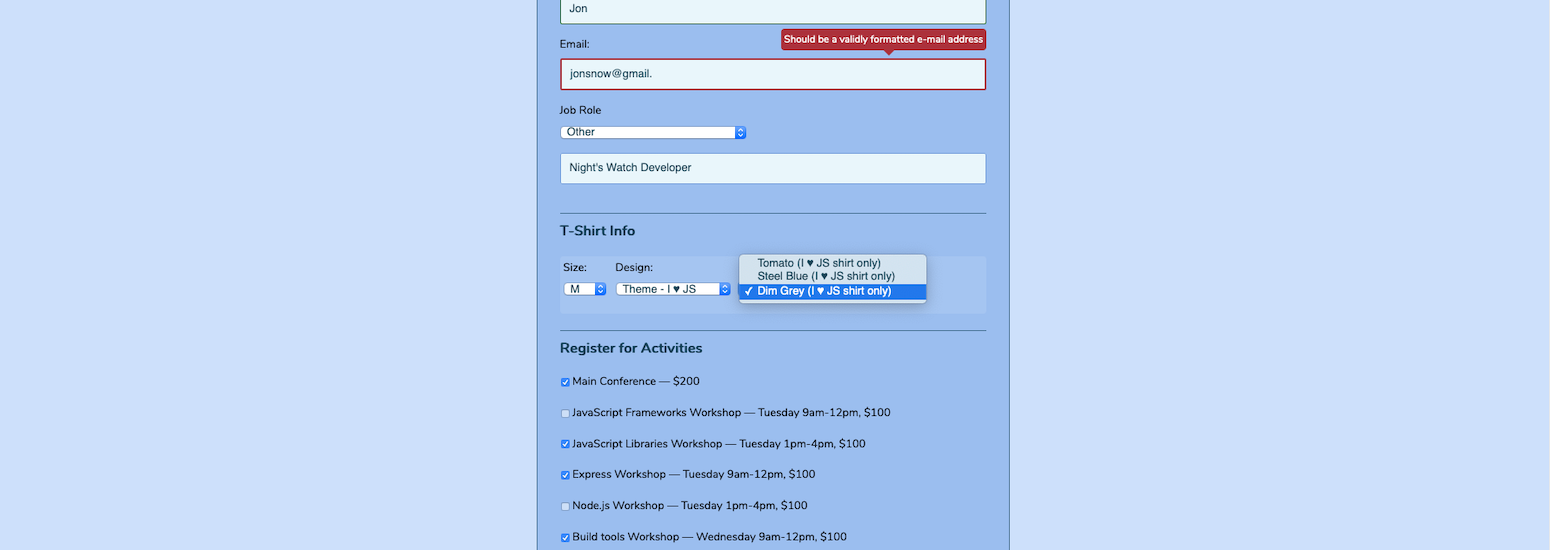 Jon
Should be a validly formatted e-mail address
Email:
jonsnow@gmail.
Job Role
Other
Night's Watch Developer
T-Shirt Info
Size:
Design:
M
Theme - I ♥ JS
Tomato (I ♥ JS shirt only)
Steel Blue (I ♥ JS shirt only)
✓ Dim Grey (I ♥ JS shirt only)
Register for Activities
Main Conference — $200
JavaScript Frameworks Workshop — Tuesday 9am-12pm, $100
JavaScript Libraries Workshop — Tuesday 1pm-4pm, $100
Express Workshop — Tuesday 9am-12pm, $100
Node.js Workshop — Tuesday 1pm-4pm, $100
Build tools Workshop — Wednesday 9am-12pm, $100